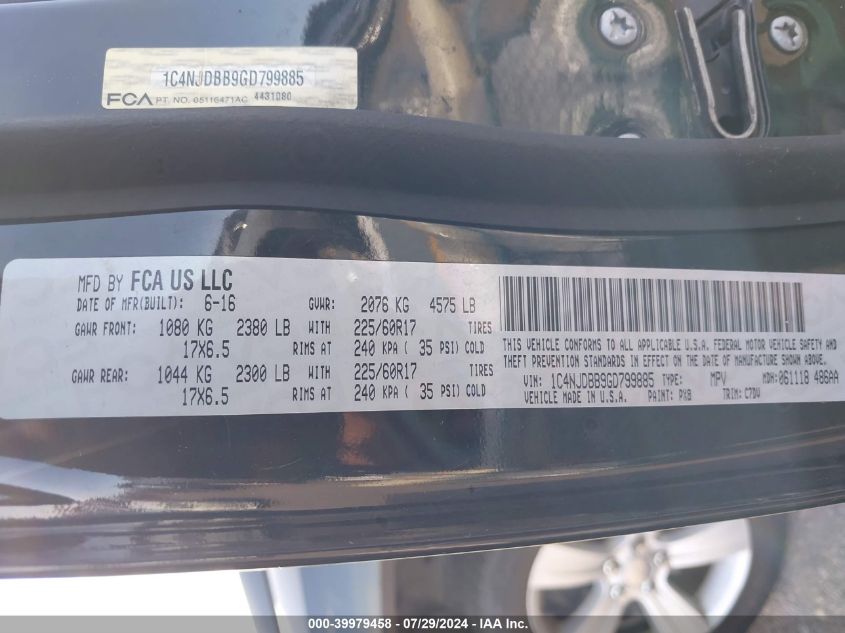 1C4NJDBB9GD799885
FCA PT. NO. 05116471AC 4431080
MFD BY FCA US LLC
DATE OF MFR(BUILT): 6-16 GVWR: 2076 KG 4575 LB
GAWR FRONT: 1080 KG 2380 LB WITH 225/60R17 TIRES
17X6.5 RIMS AT 240 KPA ( 35 PSI) COLD
GAWR REAR: 1044 KG 2300 LB WITH 225/60R17 TIRES
17X6.5 RIMS AT 240 KPA ( 35 PSI) COLD
THIS VEHICLE CONFORMS TO ALL APPLICABLE U.S.A. FEDERAL MOTOR VEHICLE SAFETY AND
THEFT PREVENTION STANDARDS IN EFFECT ON THE DATE OF MANUFACTURE SHOWN ABOVE.
VIN: 1C4NJDBB9GD799885 TYPE: MPV MDH: 061118 486AA
VEHICLE MADE IN U.S.A. PAINT: PXB TRIM: C7DV
000-39979458 - 07/29/2024 - IAA Inc.